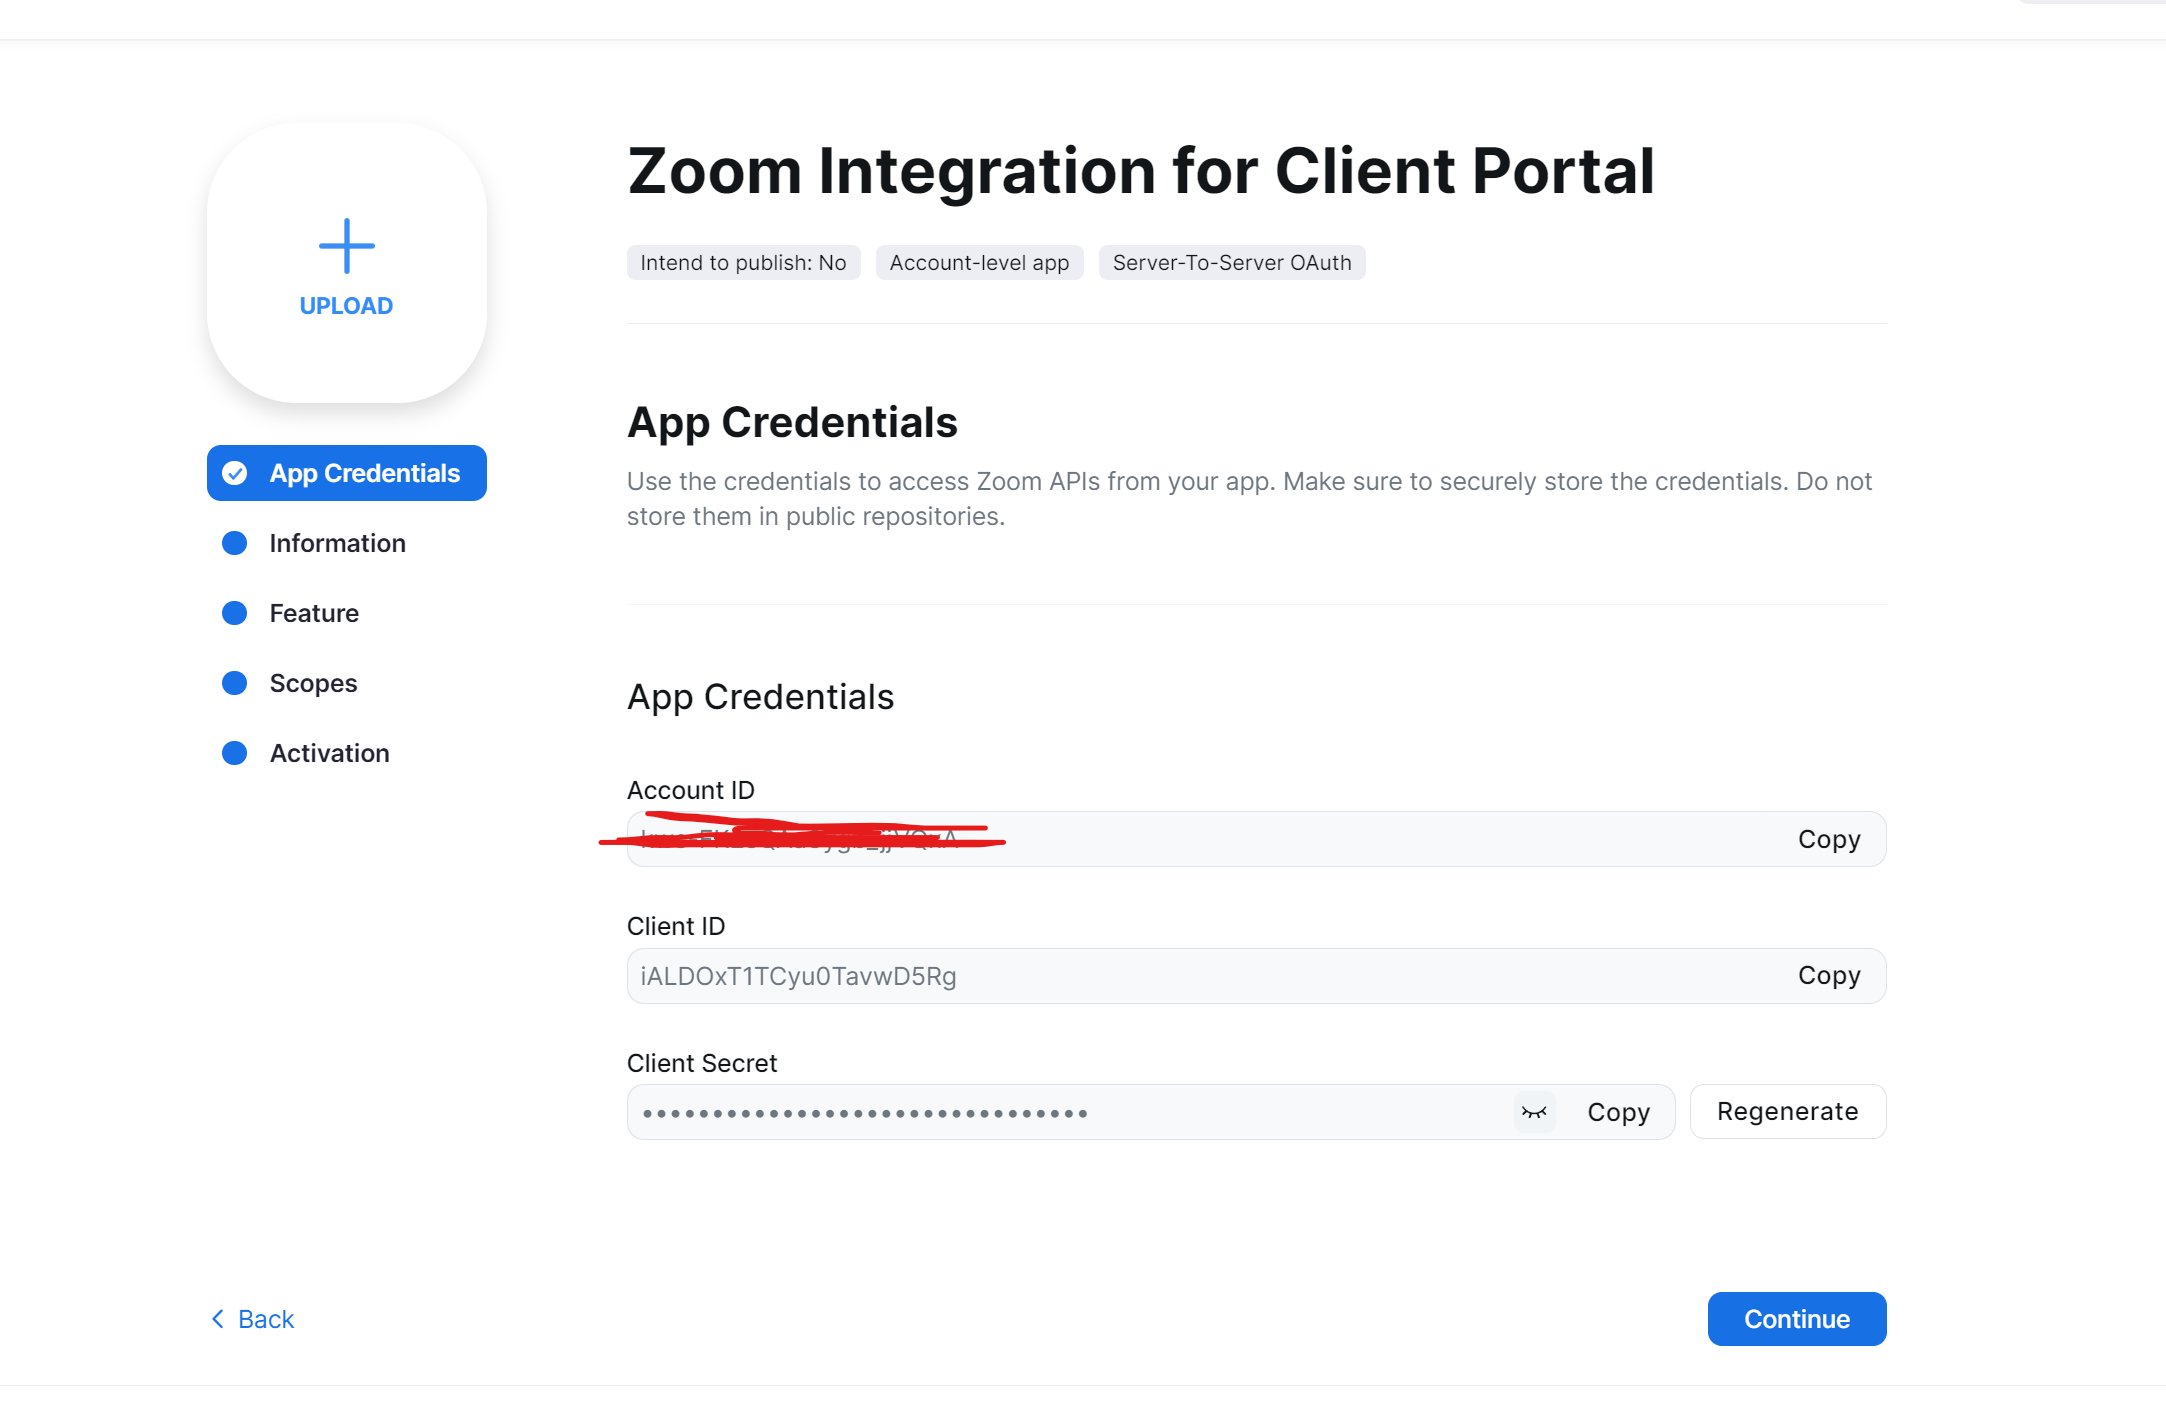 Zoom Integration for Client Portal
Intend to publish: No
Account-level app
Server-To-Server OAuth
UPLOAD
App Credentials
Information
Feature
Scopes
Activation
App Credentials
Use the credentials to access Zoom APIs from your app. Make sure to securely store the credentials. Do not
store them in public repositories.
App Credentials
Account ID
Copy
Client ID
iALDOxT1TCyu0TavwD5Rg
Copy
Client Secret
Copy
Regenerate
Back
Continue